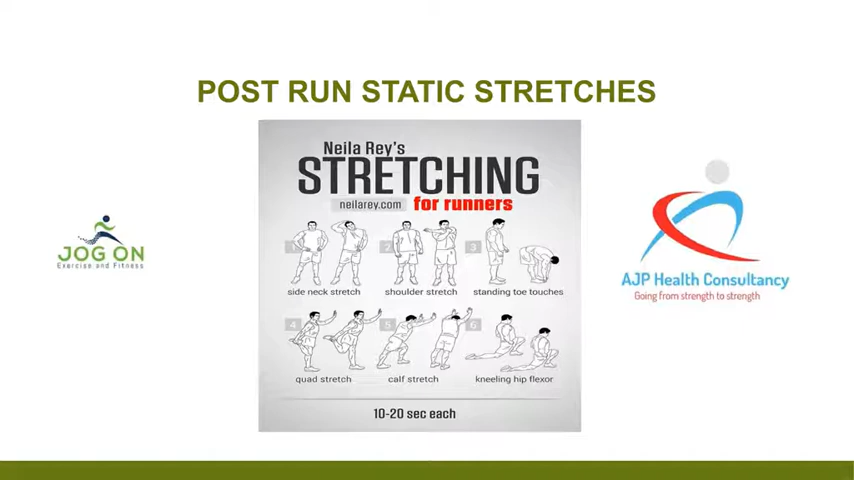 POST RUN STATIC STRETCHES
Neila Rey's
STRETCHING
neilarey.com for runners
1 2 3
side neck stretch shoulder stretch standing toe touches
4 5 6
quad stretch calf stretch kneeling hip flexor
10-20 sec each
JOG ON
Exercise and Fitness
AJP Health Consultancy
Going from strength to strength